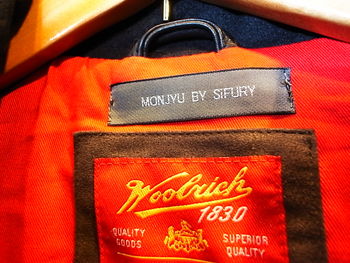 MONJYU BY SiFURY
Woolrich
1830
QUALITY SUPERIOR
GOODS QUALITY